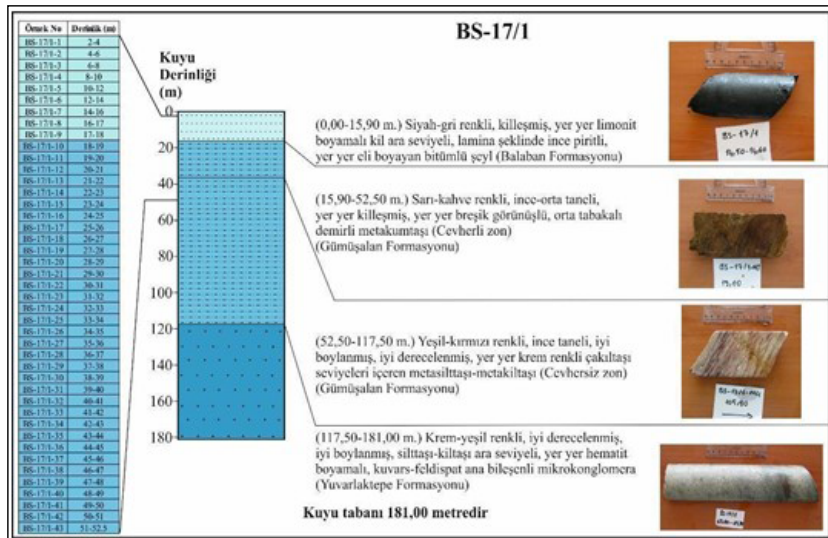 BS-17/1
Örnek No Derinlik (m)
BS-17/1-1 2-4
BS-17/1-2 4-6
BS-17/1-3 6-8
BS-17/1-4 8-10
BS-17/1-5 10-12
BS-17/1-6 12-14
BS-17/1-7 14-16
BS-17/1-8 16-17
BS-17/1-9 17-18
BS-17/1-10 18-19
BS-17/1-11 19-20
BS-17/1-12 20-21
BS-17/1-13 21-22
BS-17/1-14 22-23
BS-17/1-15 23-24
BS-17/1-16 24-25
BS-17/1-17 25-26
BS-17/1-18 26-27
BS-17/1-19 27-28
BS-17/1-20 28-29
BS-17/1-21 29-30
BS-17/1-22 30-31
BS-17/1-23 31-32
BS-17/1-24 32-33
BS-17/1-25 33-34
BS-17/1-26 34-35
BS-17/1-27 35-36
BS-17/1-28 36-37
BS-17/1-29 37-38
BS-17/1-30 38-39
BS-17/1-31 39-40
BS-17/1-32 40-41
BS-17/1-33 41-42
BS-17/1-34 42-43
BS-17/1-35 43-44
BS-17/1-36 44-45
BS-17/1-37 45-46
BS-17/1-38 46-47
BS-17/1-39 47-48
BS-17/1-40 48-49
BS-17/1-41 49-50
BS-17/1-42 50-51
BS-17/1-43 51-52.5
Kuyu
Derinliği
(m)
0
20
40
60
80
100
120
140
160
180
(0,00-15,90 m.) Siyah-gri renkli, killeşmiş, yer yer limonit
boyamalı kil ara seviyeli, lamina şeklinde ince piritli,
yer yer eli boyayan bitümlü şeyl (Balaban Formasyonu)
(15,90-52,50 m.) Sarı-kahve renkli, ince-orta taneli,
yer yer killeşmiş, yer yer breşik görünüşlü, orta tabakalı
demirli metakumtaşı (Cevherli zon)
(Gümüşalan Formasyonu)
(52,50-117,50 m.) Yeşil-kırmızı renkli, ince taneli, iyi
boylanmış, iyi derecelenmiş, yer yer krem renkli çakıltaşı
seviyeleri içeren metasilttaşı-metakiltaşı (Cevhersiz zon)
(Gümüşalan Formasyonu)
(117,50-181,00 m.) Krem-yeşil renkli, iyi derecelenmiş,
iyi boylanmış, silttaşı-kiltaşı ara seviyeli, yer yer hematit
boyamalı, kuvars-feldispat ana bileşenli mikrokonglomera
(Yuvarlaktepe Formasyonu)
Kuyu tabanı 181,00 metredir
BS-17/1